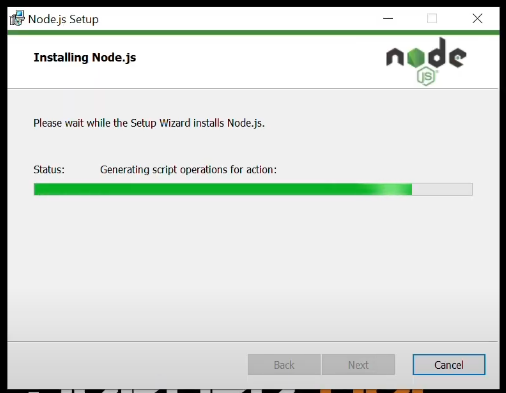 Node.js Setup
Installing Node.js
node
JS
Please wait while the Setup Wizard installs Node.js.
Status: Generating script operations for action:
Back Next Cancel